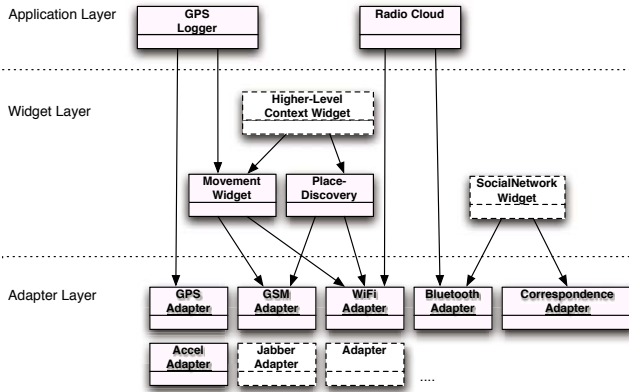 Application Layer
GPS
Logger
Radio Cloud
Widget Layer
Higher-Level
Context Widget
Movement
Widget
Place-
Discovery
SocialNetwork
Widget
Adapter Layer
GPS
Adapter
GSM
Adapter
WiFi
Adapter
Bluetooth
Adapter
Correspondence
Adapter
Accel
Adapter
Jabber
Adapter
Adapter
....